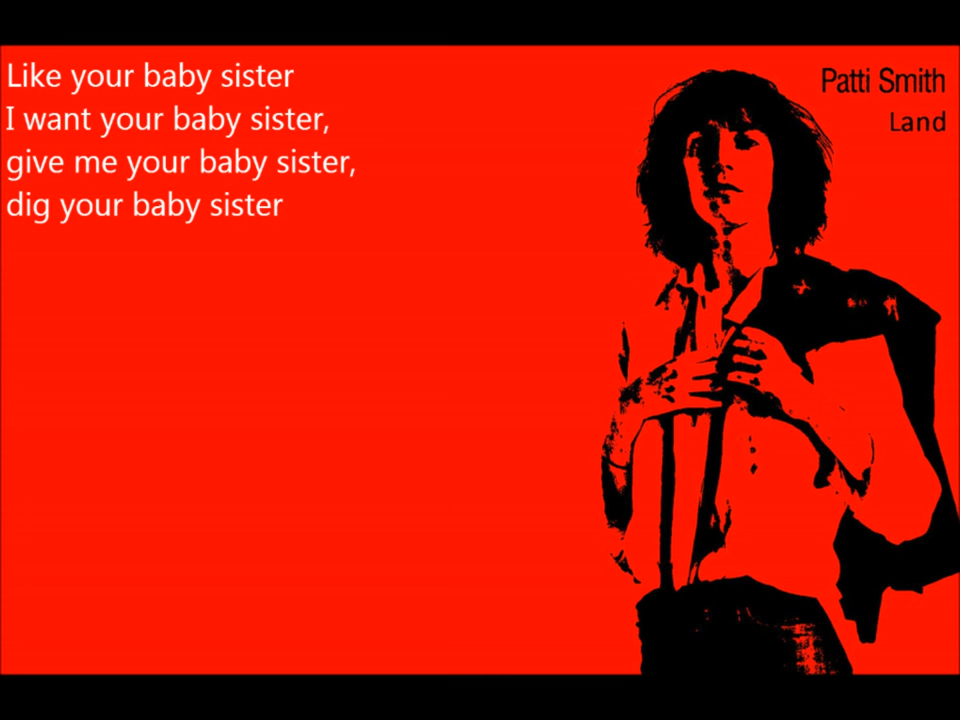 Like your baby sister
I want your baby sister,
give me your baby sister,
dig your baby sister
Patti Smith
Land